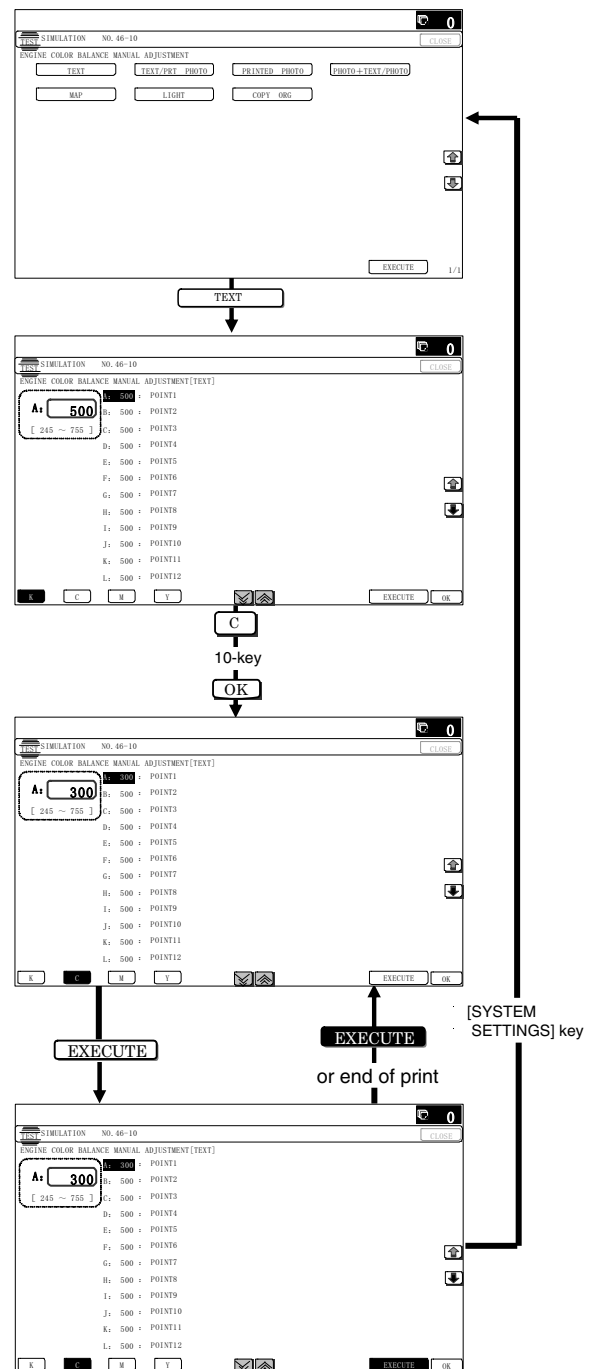 0
TEST SIMULATION NO. 46-10 CLOSE
ENGINE COLOR BALANCE MANUAL ADJUSTMENT
TEXT TEXT/PRT PHOTO PRINTED PHOTO PHOTO+TEXT/PHOTO
MAP LIGHT COPY ORG
EXECUTE 1/1
TEXT
0
TEST SIMULATION NO. 46-10 CLOSE
ENGINE COLOR BALANCE MANUAL ADJUSTMENT[TEXT]
A: 500
[ 245 ~ 755 ]
A: 500 : POINT1
B: 500 : POINT2
C: 500 : POINT3
D: 500 : POINT4
E: 500 : POINT5
F: 500 : POINT6
G: 500 : POINT7
H: 500 : POINT8
I: 500 : POINT9
J: 500 : POINT10
K: 500 : POINT11
L: 500 : POINT12
K C M Y EXECUTE OK
C
10-key
OK
0
TEST SIMULATION NO. 46-10 CLOSE
ENGINE COLOR BALANCE MANUAL ADJUSTMENT[TEXT]
A: 300
[ 245 ~ 755 ]
A: 300 : POINT1
B: 500 : POINT2
C: 500 : POINT3
D: 500 : POINT4
E: 500 : POINT5
F: 500 : POINT6
G: 500 : POINT7
H: 500 : POINT8
I: 500 : POINT9
J: 500 : POINT10
K: 500 : POINT11
L: 500 : POINT12
K C M Y EXECUTE OK
[SYSTEM
SETTINGS] key
EXECUTE
EXECUTE
or end of print
0
TEST SIMULATION NO. 46-10 CLOSE
ENGINE COLOR BALANCE MANUAL ADJUSTMENT[TEXT]
A: 300
[ 245 ~ 755 ]
A: 300 : POINT1
B: 500 : POINT2
C: 500 : POINT3
D: 500 : POINT4
E: 500 : POINT5
F: 500 : POINT6
G: 500 : POINT7
H: 500 : POINT8
I: 500 : POINT9
J: 500 : POINT10
K: 500 : POINT11
L: 500 : POINT12
K C M Y EXECUTE OK